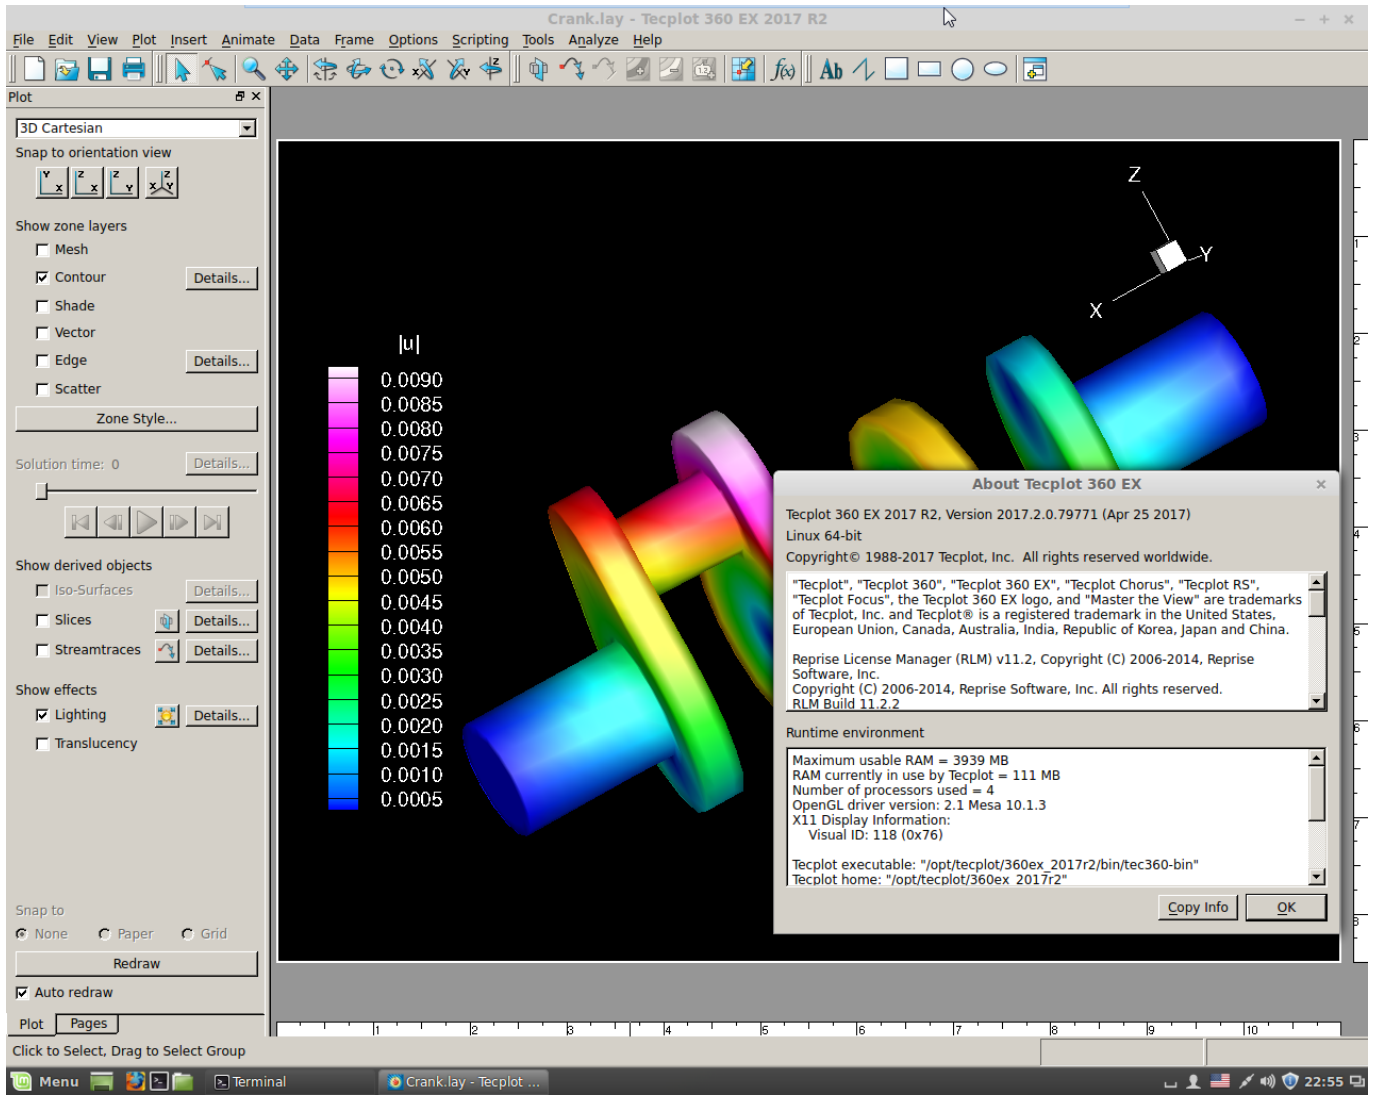 Crank.lay - Tecplot 360 EX 2017 R2
File Edit View Plot Insert Animate Data Frame Options Scripting Tools Analyze Help
Plot
3D Cartesian
Snap to orientation view
Show zone layers
Mesh
Contour Details...
Shade
Vector
Edge Details...
Scatter
Zone Style...
Solution time: 0 Details...
Show derived objects
Iso-Surfaces Details...
Slices Details...
Streamtraces Details...
Show effects
Lighting Details...
Translucency
Snap to
None Paper Grid
Redraw
Auto redraw
Plot Pages
Click to Select, Drag to Select Group
Z
Y
X
|u|
0.0090
0.0085
0.0080
0.0075
0.0070
0.0065
0.0060
0.0055
0.0050
0.0045
0.0040
0.0035
0.0030
0.0025
0.0020
0.0015
0.0010
0.0005
About Tecplot 360 EX
Tecplot 360 EX 2017 R2, Version 2017.2.0.79771 (Apr 25 2017)
Linux 64-bit
Copyright© 1988-2017 Tecplot, Inc. All rights reserved worldwide.
"Tecplot", "Tecplot 360", "Tecplot 360 EX", "Tecplot Chorus", "Tecplot RS",
"Tecplot Focus", the Tecplot 360 EX logo, and "Master the View" are trademarks
of Tecplot, Inc. and Tecplot® is a registered trademark in the United States,
European Union, Canada, Australia, India, Republic of Korea, Japan and China.
Reprise License Manager (RLM) v11.2, Copyright (C) 2006-2014, Reprise
Software, Inc.
Copyright (C) 2006-2014, Reprise Software, Inc. All rights reserved.
RLM Build 11.2.2
Runtime environment
Maximum usable RAM = 3939 MB
RAM currently in use by Tecplot = 111 MB
Number of processors used = 4
OpenGL driver version: 2.1 Mesa 10.1.3
X11 Display Information:
Visual ID: 118 (0x76)
Tecplot executable: "/opt/tecplot/360ex_2017r2/bin/tec360-bin"
Tecplot home: "/opt/tecplot/360ex_2017r2"
Copy Info OK
1 2 3 4 5 6 7 8 9 10
1
2
3
4
5
6
7
8
Menu Terminal Crank.lay - Tecplot ... 22:55